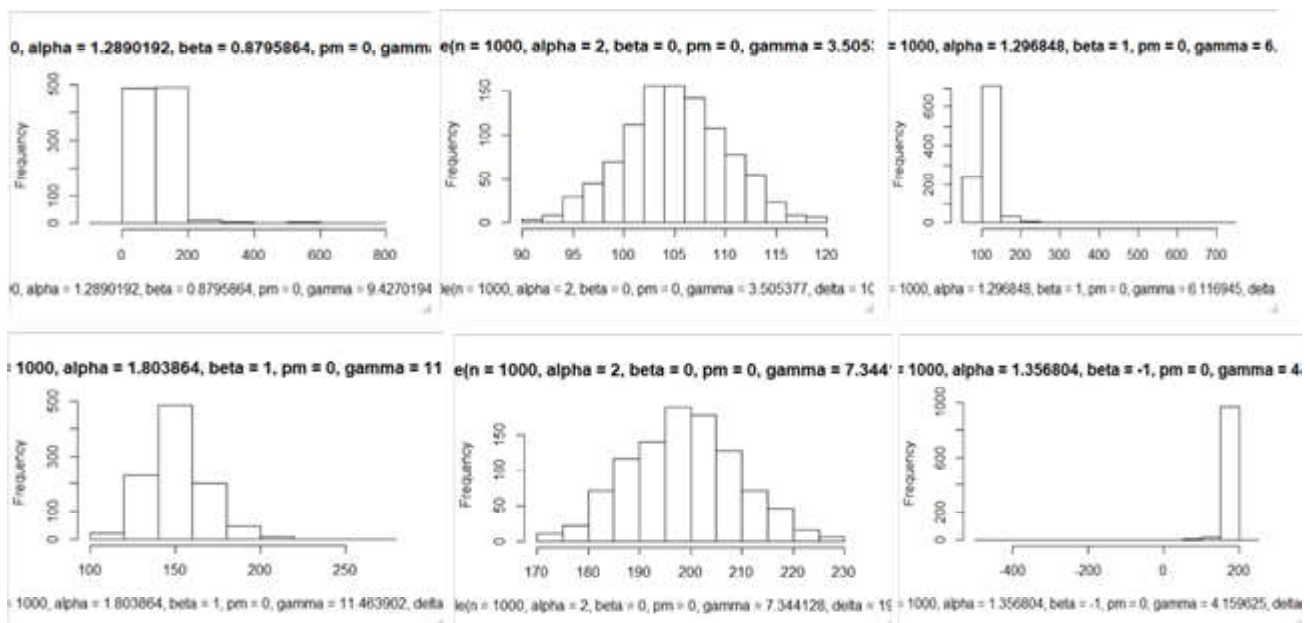 0, alpha = 1.2890192, beta = 0.8795864, pm = 0, gamm
Frequency
500
300
100
0
0 200 400 600 800
0, alpha = 1.2890192, beta = 0.8795864, pm = 0, gamma = 9.4270194
e(n = 1000, alpha = 2, beta = 0, pm = 0, gamma = 3.505
Frequency
150
100
50
0
90 95 100 105 110 115 120
le(n = 1000, alpha = 2, beta = 0, pm = 0, gamma = 3.505377, delta = 10
= 1000, alpha = 1.296848, beta = 1, pm = 0, gamma = 6.
Frequency
600
400
200
0
100 200 300 400 500 600 700
= 1000, alpha = 1.296848, beta = 1, pm = 0, gamma = 6.116945, delta
= 1000, alpha = 1.803864, beta = 1, pm = 0, gamma = 11
Frequency
500
300
100
0
100 150 200 250
= 1000, alpha = 1.803864, beta = 1, pm = 0, gamma = 11.463902, delta
e(n = 1000, alpha = 2, beta = 0, pm = 0, gamma = 7.344
Frequency
150
100
50
0
170 180 190 200 210 220 230
le(n = 1000, alpha = 2, beta = 0, pm = 0, gamma = 7.344128, delta = 19
= 1000, alpha = 1.356804, beta = -1, pm = 0, gamma = 4
Frequency
1000
600
400
200
0
-400 -200 0 200
= 1000, alpha = 1.356804, beta = -1, pm = 0, gamma = 4.159625, delta